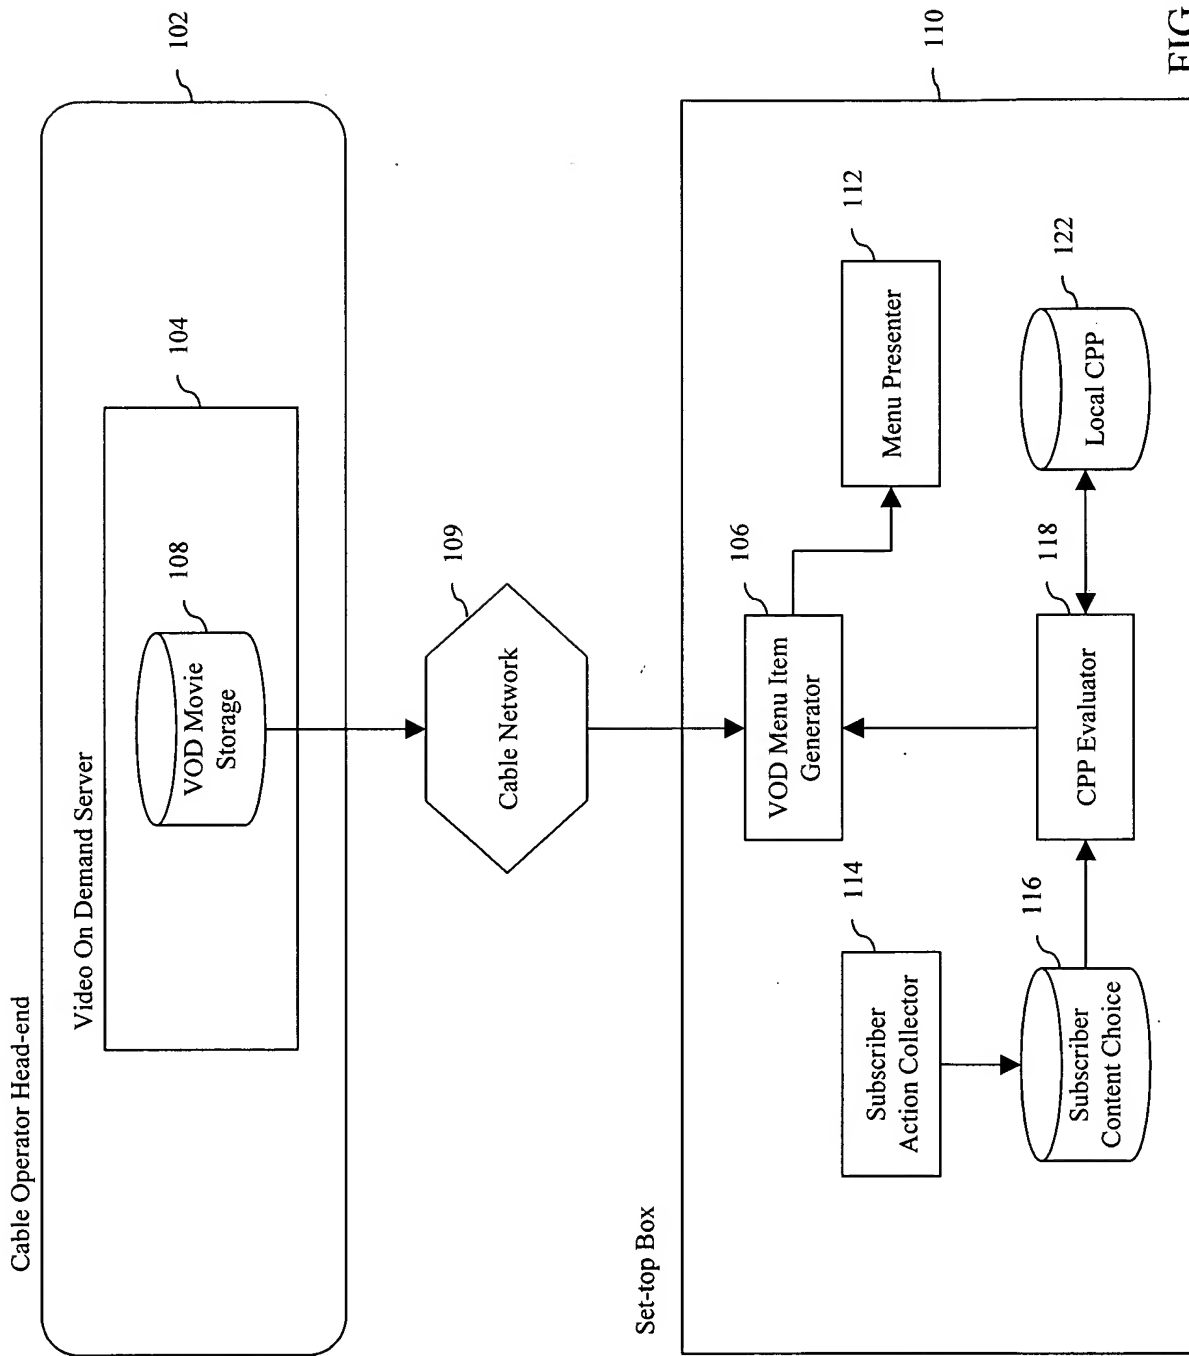 Cable Operator Head-end
102
Video On Demand Server
104
VOD Movie
Storage
108
Cable Network
109
Set-top Box
110
VOD Menu Item
Generator
106
Menu Presenter
112
Subscriber
Action Collector
114
Subscriber
Content Choice
116
CPP Evaluator
118
Local CPP
122
FIG